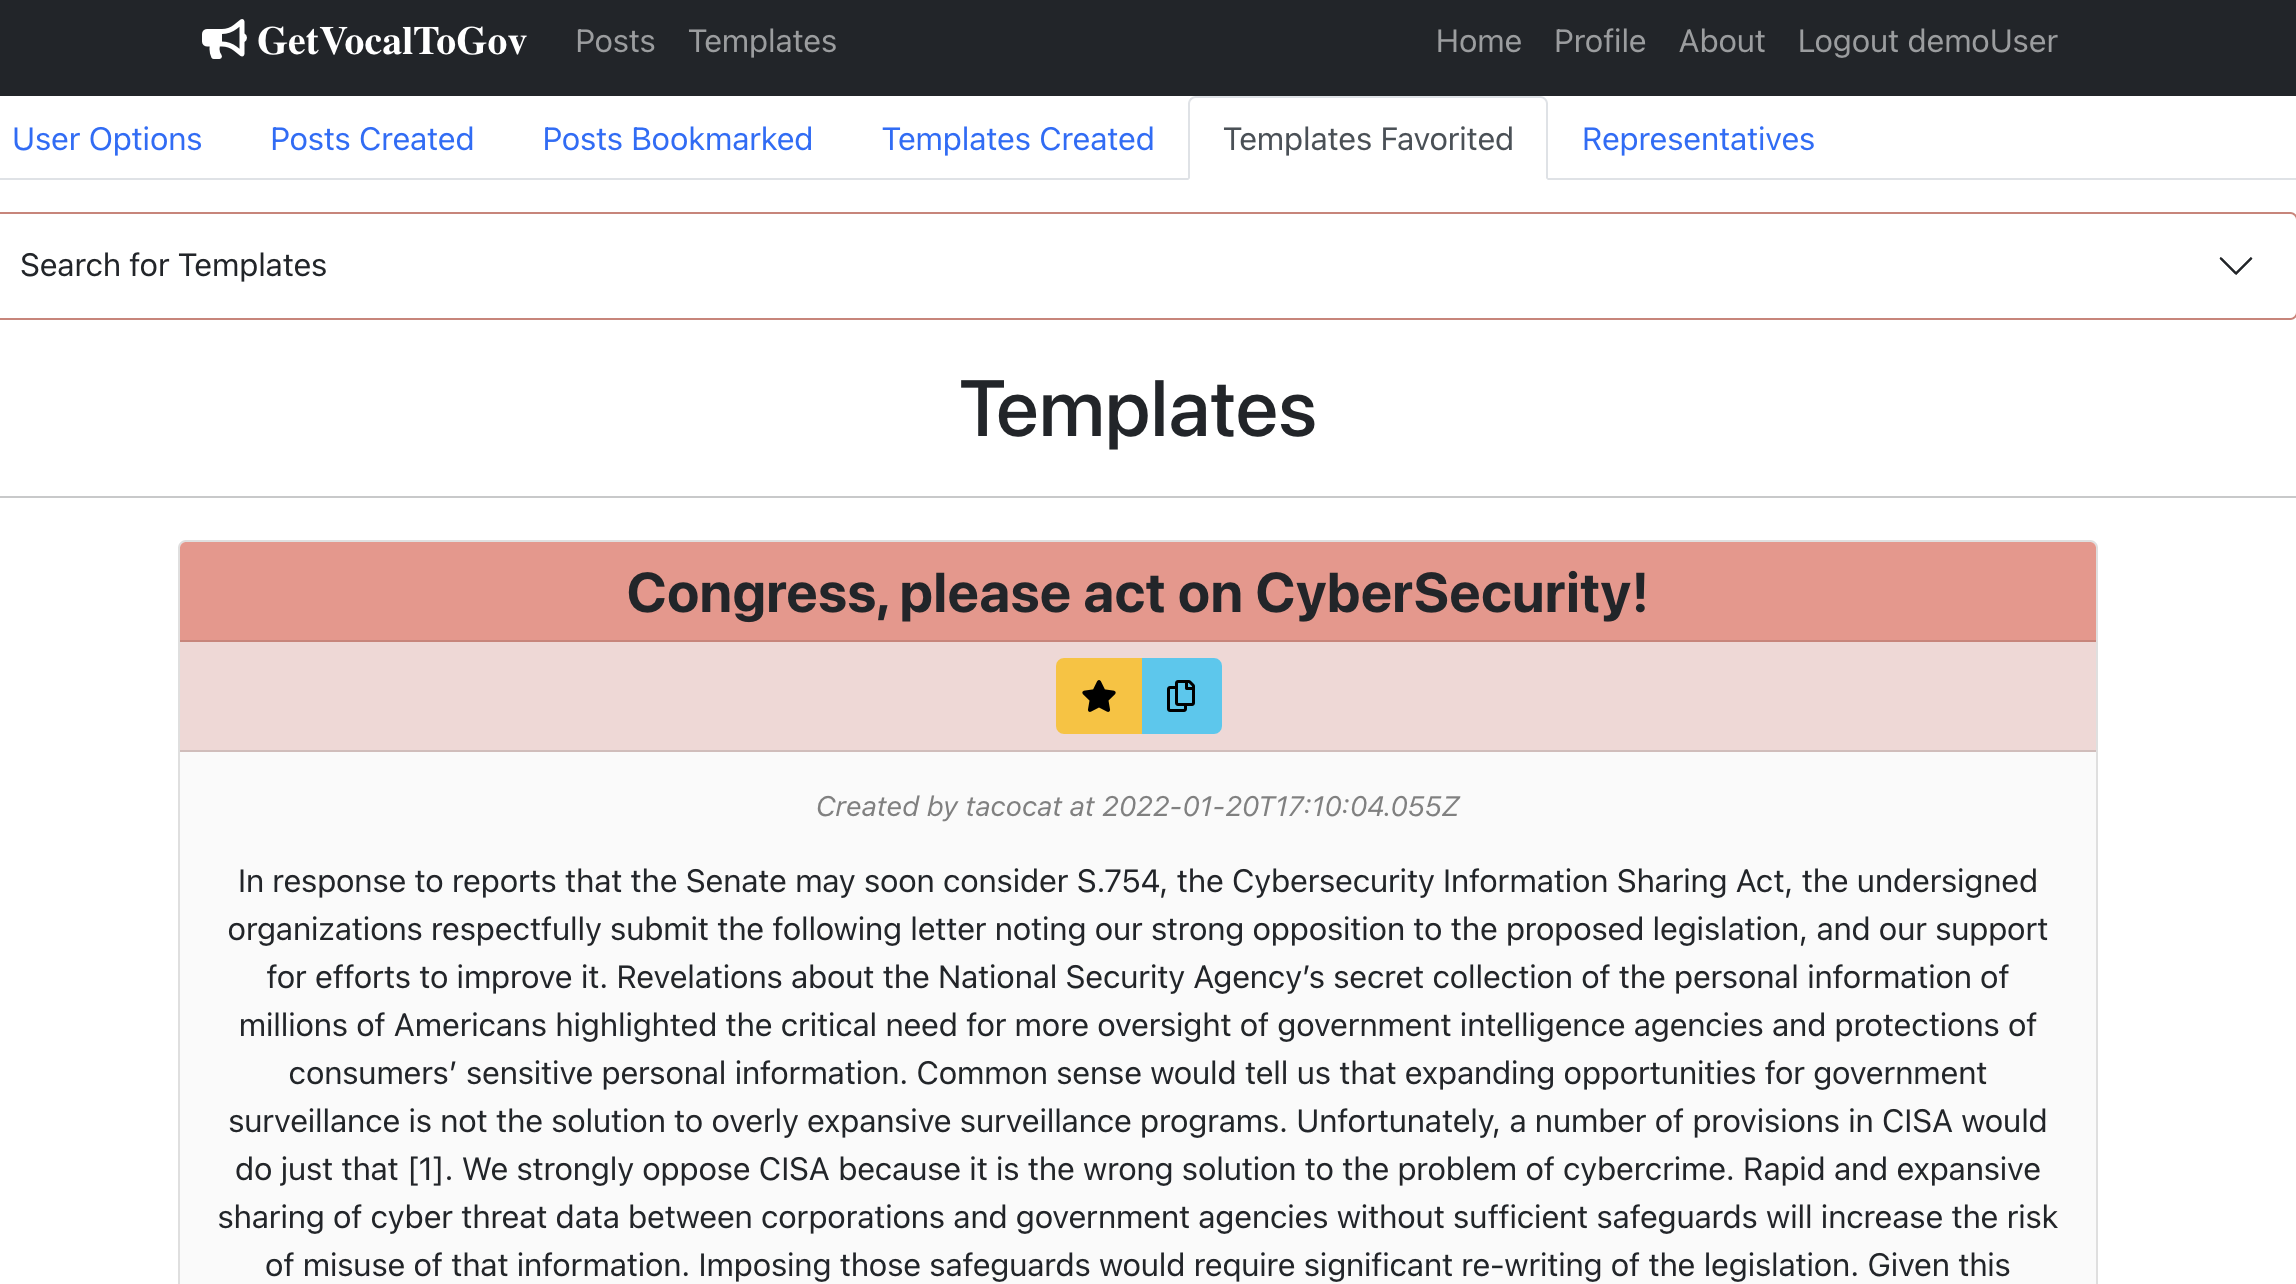 GetVocalToGov Posts Templates Home Profile About Logout demoUser
User Options Posts Created Posts Bookmarked Templates Created Templates Favorited Representatives
Search for Templates
Templates
Congress, please act on CyberSecurity!
Created by tacocat at 2022-01-20T17:10:04.055Z
In response to reports that the Senate may soon consider S.754, the Cybersecurity Information Sharing Act, the undersigned
organizations respectfully submit the following letter noting our strong opposition to the proposed legislation, and our support
for efforts to improve it. Revelations about the National Security Agency’s secret collection of the personal information of
millions of Americans highlighted the critical need for more oversight of government intelligence agencies and protections of
consumers’ sensitive personal information. Common sense would tell us that expanding opportunities for government
surveillance is not the solution to overly expansive surveillance programs. Unfortunately, a number of provisions in CISA would
do just that [1]. We strongly oppose CISA because it is the wrong solution to the problem of cybercrime. Rapid and expansive
sharing of cyber threat data between corporations and government agencies without sufficient safeguards will increase the risk
of misuse of that information. Imposing those safeguards would require significant re-writing of the legislation. Given this